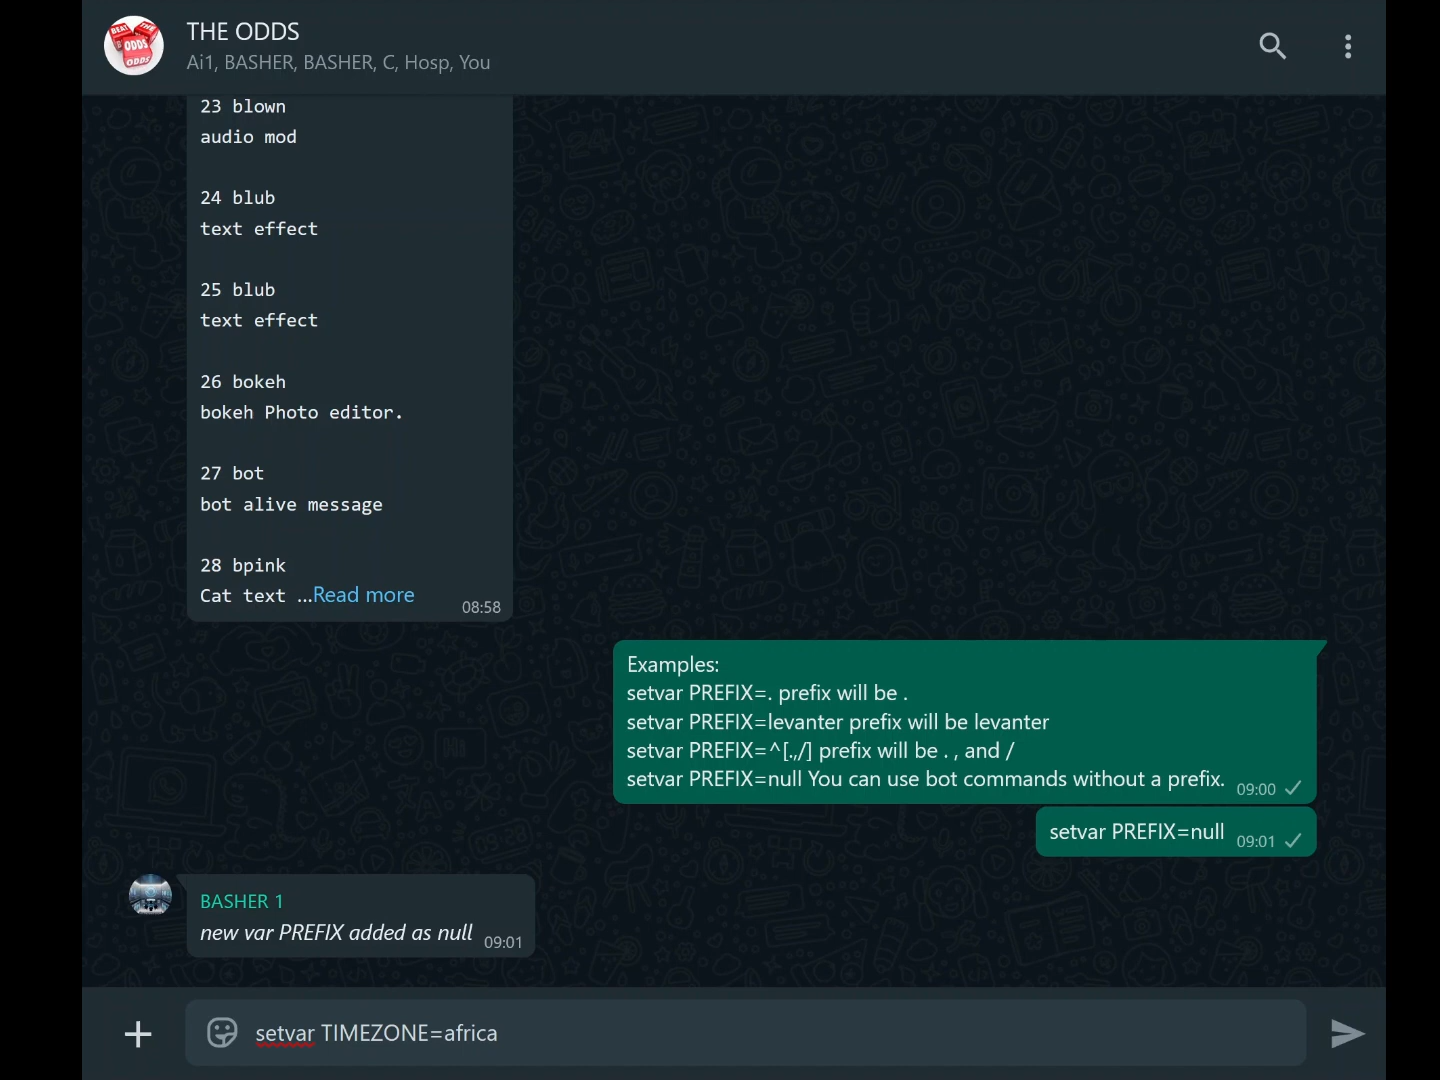 THE ODDS
Ai1, BASHER, BASHER, C, Hosp, You
BEAT
THE
ODDS
ODDS
23 blown
audio mod
24 blub
text effect
25 blub
text effect
26 bokeh
bokeh Photo editor.
27 bot
bot alive message
28 bpink
Cat text ...Read more
08:58
Examples:
setvar PREFIX=. prefix will be .
setvar PREFIX=levanter prefix will be levanter
setvar PREFIX=^[.,/] prefix will be . , and /
setvar PREFIX=null You can use bot commands without a prefix. 09:00
setvar PREFIX=null 09:01
BASHER 1
new var PREFIX added as null 09:01
setvar TIMEZONE=africa